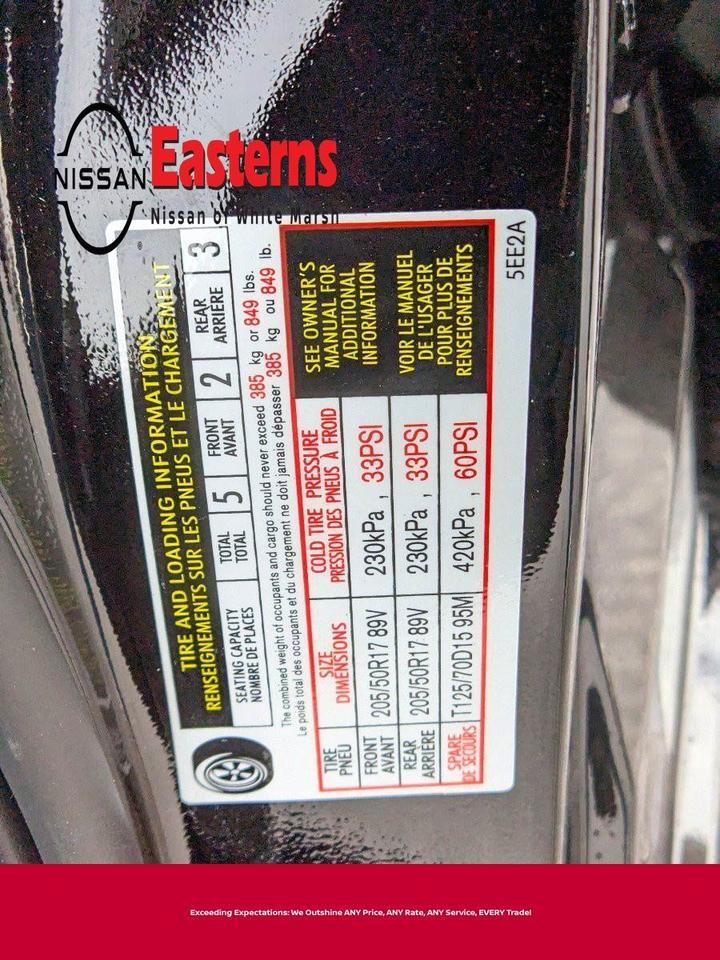 NISSAN
Easterns
Nissan of White Marsh
TIRE AND LOADING INFORMATION
RENSEIGNEMENTS SUR LES PNEUS ET LE CHARGEMENT
SEATING CAPACITY
NOMBRE DE PLACES
TOTAL
TOTAL
5
FRONT
AVANT
2
REAR
ARRIÈRE
3
The combined weight of occupants and cargo should never exceed 385 kg or 849 lbs.
Le poids total des occupants et du chargement ne doit jamais dépasser 385 kg ou 849 lb.
TIRE
PNEU
SIZE
DIMENSIONS
COLD TIRE PRESSURE
PRESSION DES PNEUS À FROID
FRONT
AVANT
205/50R17 89V
230kPa , 33PSI
REAR
ARRIÈRE
205/50R17 89V
230kPa , 33PSI
SPARE
DE SECOURS
T125/70D15 95M
420kPa , 60PSI
SEE OWNER'S
MANUAL FOR
ADDITIONAL
INFORMATION
VOIR LE MANUEL
DE L'USAGER
POUR PLUS DE
RENSEIGNEMENTS
5EE2A
Exceeding Expectations: We Outshine ANY Price, ANY Rate, ANY Service, EVERY Trade!